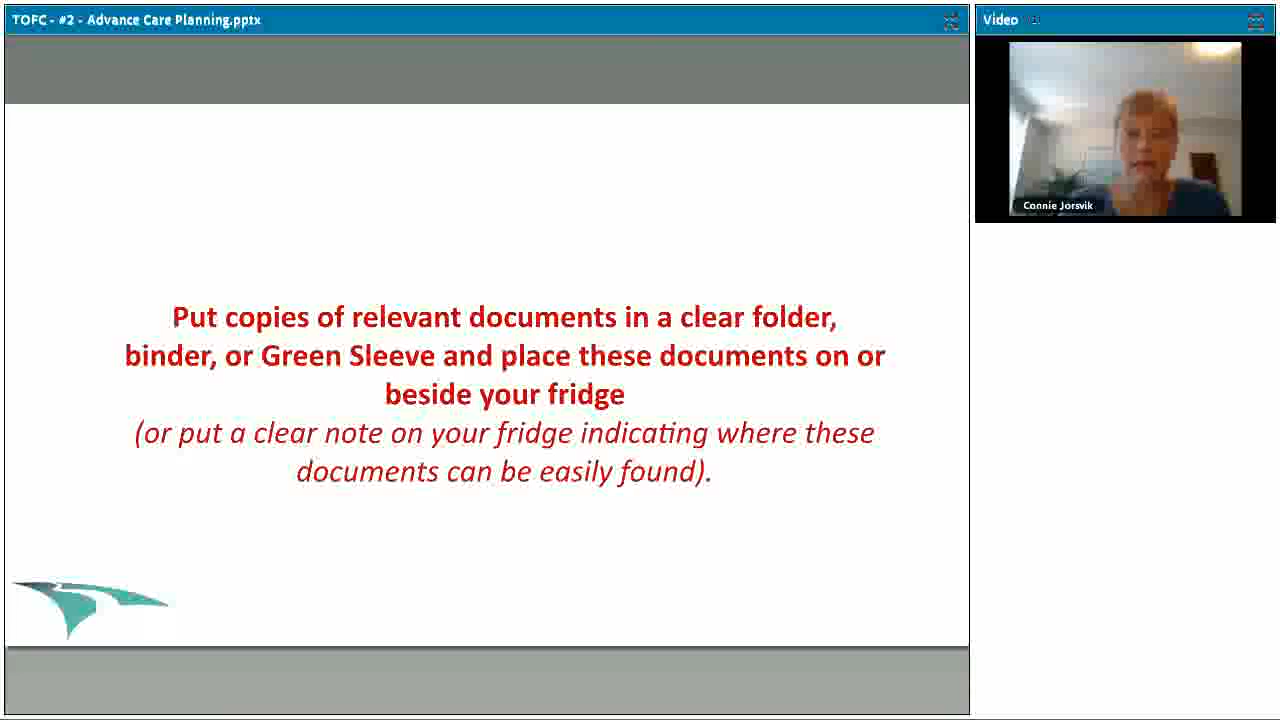 TOFC - #2 - Advance Care Planning.pptx
Video
Connie Jorsvik
Put copies of relevant documents in a clear folder,
binder, or Green Sleeve and place these documents on or
beside your fridge
(or put a clear note on your fridge indicating where these
documents can be easily found).